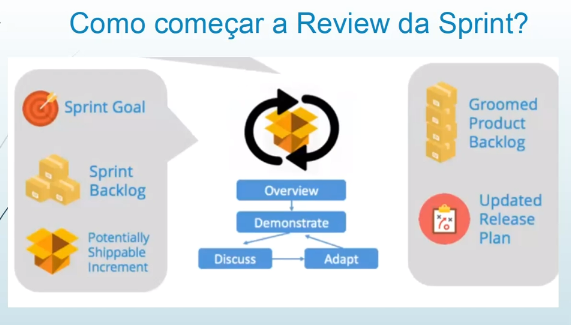 Como começar a Review da Sprint?
Sprint Goal
Sprint
Backlog
Potentially
Shippable
Increment
Overview
Demonstrate
Discuss
Adapt
Groomed
Product
Backlog
Updated
Release
Plan